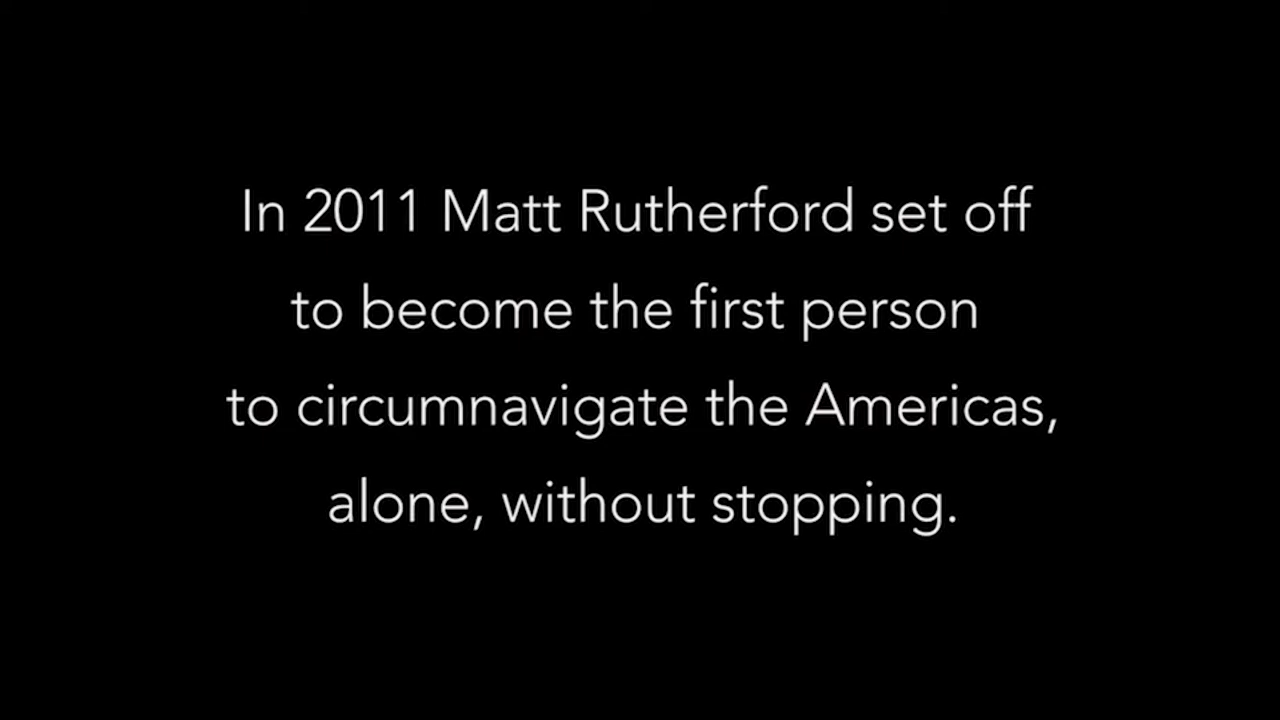 In 2011 Matt Rutherford set off
to become the first person
to circumnavigate the Americas,
alone, without stopping.